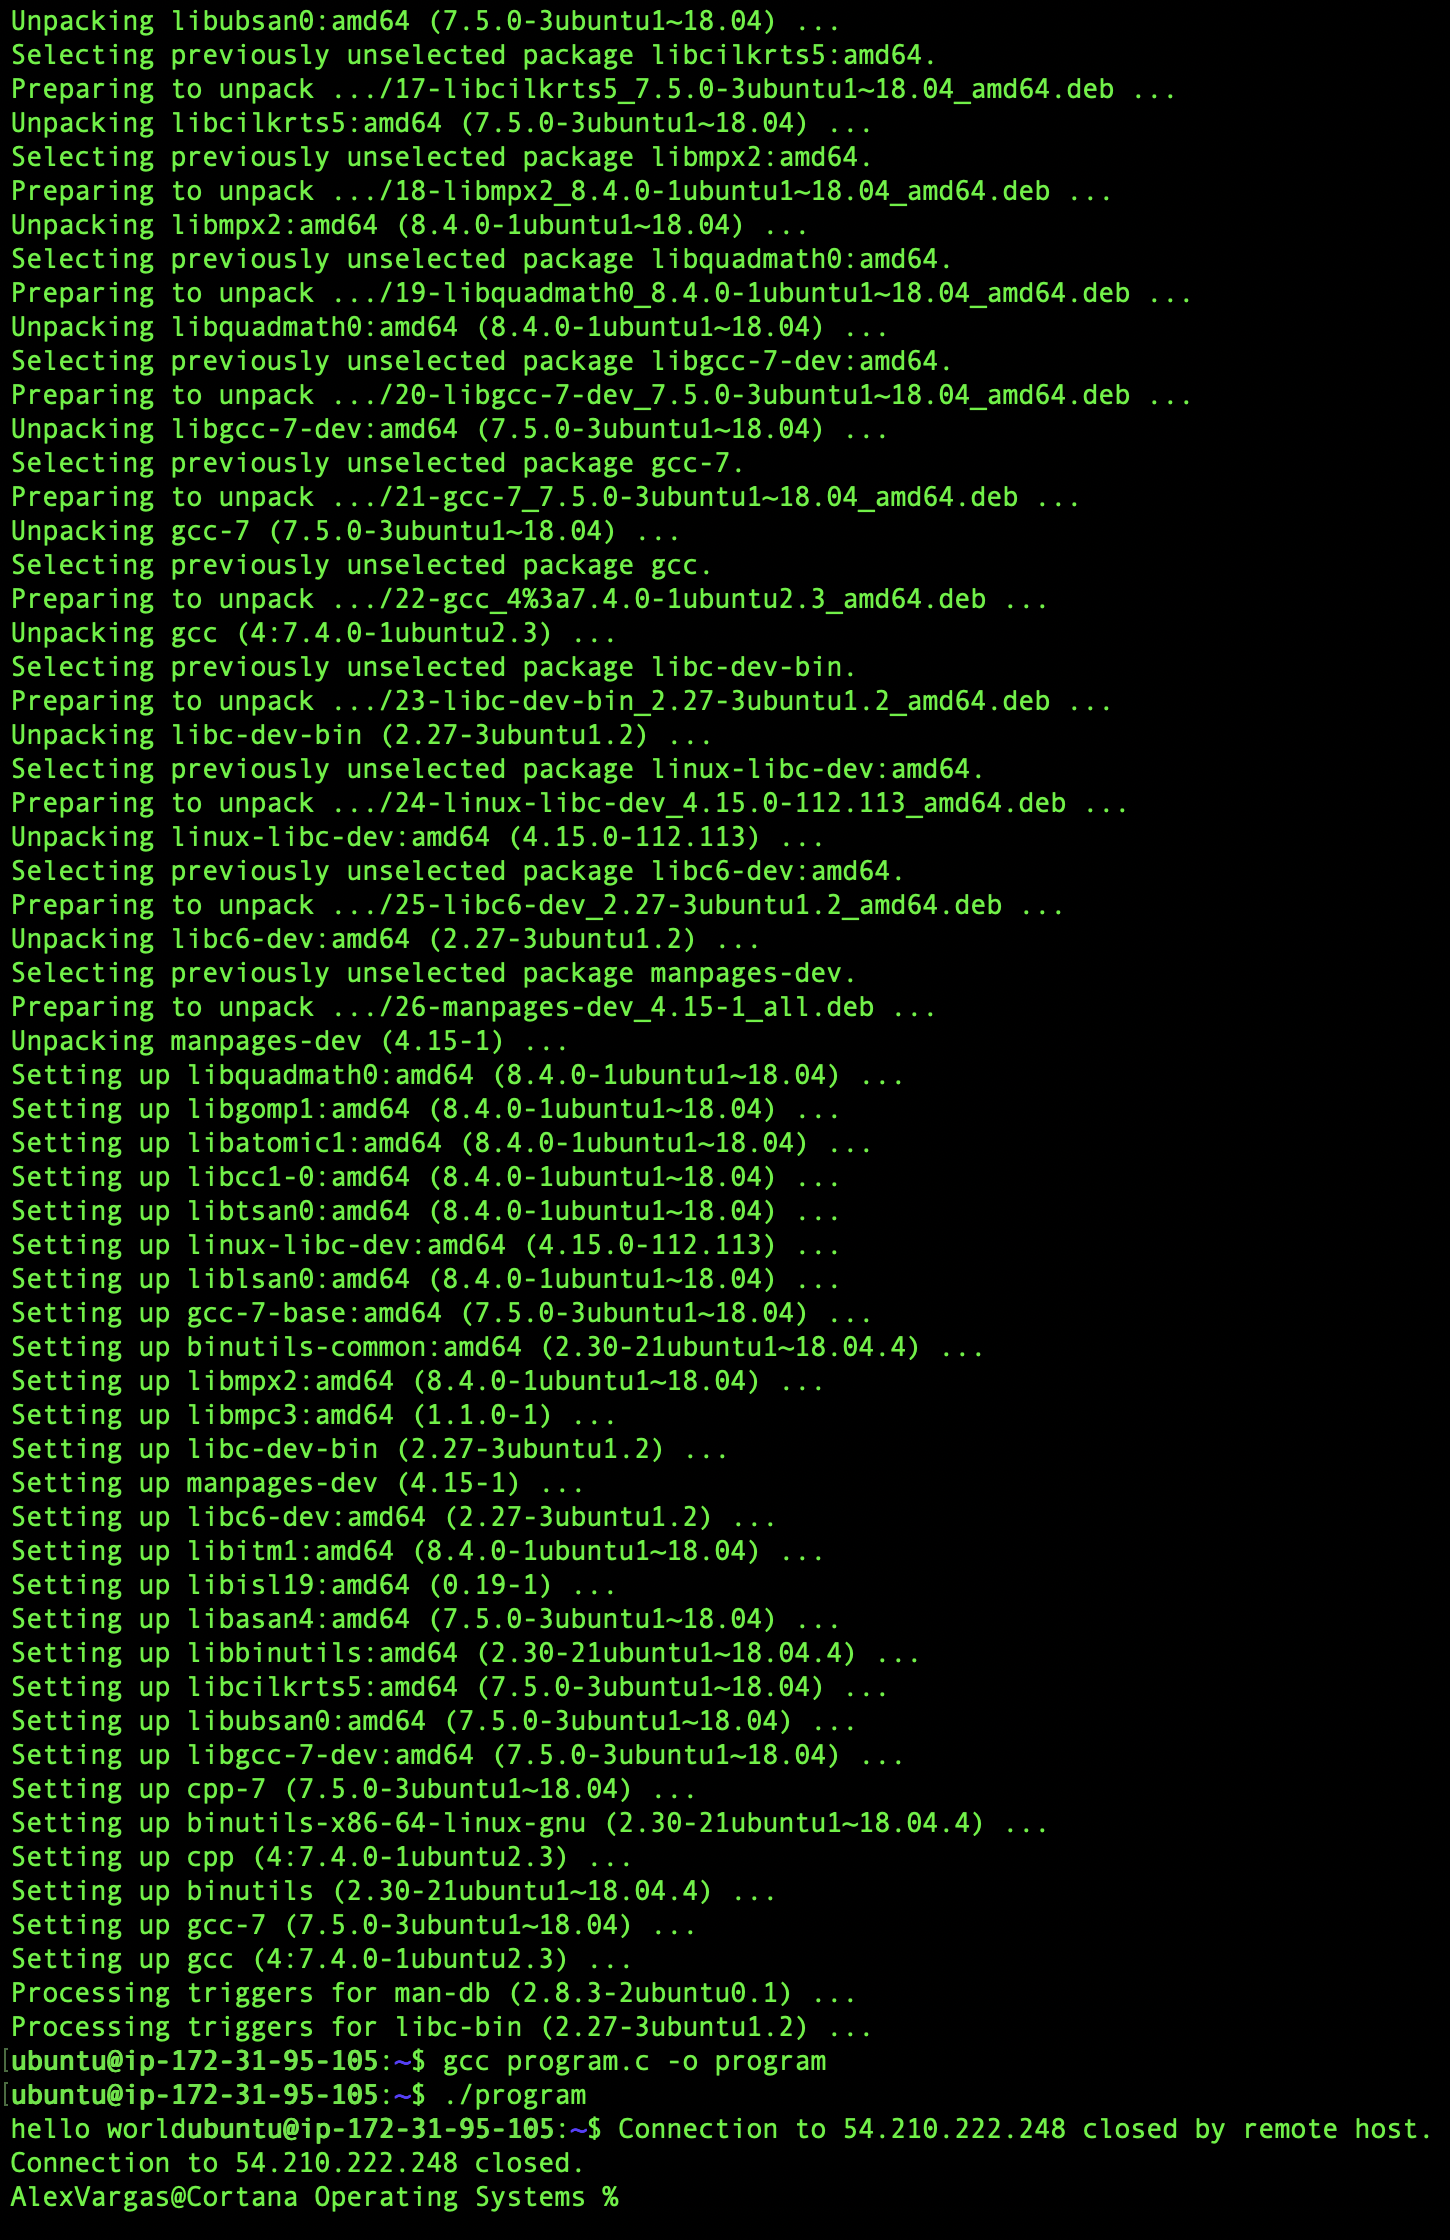 Unpacking libubsan0:amd64 (7.5.0-3ubuntu1~18.04) ...
Selecting previously unselected package libcilkrts5:amd64.
Preparing to unpack .../17-libcilkrts5_7.5.0-3ubuntu1~18.04_amd64.deb ...
Unpacking libcilkrts5:amd64 (7.5.0-3ubuntu1~18.04) ...
Selecting previously unselected package libmpx2:amd64.
Preparing to unpack .../18-libmpx2_8.4.0-1ubuntu1~18.04_amd64.deb ...
Unpacking libmpx2:amd64 (8.4.0-1ubuntu1~18.04) ...
Selecting previously unselected package libquadmath0:amd64.
Preparing to unpack .../19-libquadmath0_8.4.0-1ubuntu1~18.04_amd64.deb ...
Unpacking libquadmath0:amd64 (8.4.0-1ubuntu1~18.04) ...
Selecting previously unselected package libgcc-7-dev:amd64.
Preparing to unpack .../20-libgcc-7-dev_7.5.0-3ubuntu1~18.04_amd64.deb ...
Unpacking libgcc-7-dev:amd64 (7.5.0-3ubuntu1~18.04) ...
Selecting previously unselected package gcc-7.
Preparing to unpack .../21-gcc-7_7.5.0-3ubuntu1~18.04_amd64.deb ...
Unpacking gcc-7 (7.5.0-3ubuntu1~18.04) ...
Selecting previously unselected package gcc.
Preparing to unpack .../22-gcc_4%3a7.4.0-1ubuntu2.3_amd64.deb ...
Unpacking gcc (4:7.4.0-1ubuntu2.3) ...
Selecting previously unselected package libc-dev-bin.
Preparing to unpack .../23-libc-dev-bin_2.27-3ubuntu1.2_amd64.deb ...
Unpacking libc-dev-bin (2.27-3ubuntu1.2) ...
Selecting previously unselected package linux-libc-dev:amd64.
Preparing to unpack .../24-linux-libc-dev_4.15.0-112.113_amd64.deb ...
Unpacking linux-libc-dev:amd64 (4.15.0-112.113) ...
Selecting previously unselected package libc6-dev:amd64.
Preparing to unpack .../25-libc6-dev_2.27-3ubuntu1.2_amd64.deb ...
Unpacking libc6-dev:amd64 (2.27-3ubuntu1.2) ...
Selecting previously unselected package manpages-dev.
Preparing to unpack .../26-manpages-dev_4.15-1_all.deb ...
Unpacking manpages-dev (4.15-1) ...
Setting up libquadmath0:amd64 (8.4.0-1ubuntu1~18.04) ...
Setting up libgomp1:amd64 (8.4.0-1ubuntu1~18.04) ...
Setting up libatomic1:amd64 (8.4.0-1ubuntu1~18.04) ...
Setting up libcc1-0:amd64 (8.4.0-1ubuntu1~18.04) ...
Setting up libtsan0:amd64 (8.4.0-1ubuntu1~18.04) ...
Setting up linux-libc-dev:amd64 (4.15.0-112.113) ...
Setting up liblsan0:amd64 (8.4.0-1ubuntu1~18.04) ...
Setting up gcc-7-base:amd64 (7.5.0-3ubuntu1~18.04) ...
Setting up binutils-common:amd64 (2.30-21ubuntu1~18.04.4) ...
Setting up libmpx2:amd64 (8.4.0-1ubuntu1~18.04) ...
Setting up libmpc3:amd64 (1.1.0-1) ...
Setting up libc-dev-bin (2.27-3ubuntu1.2) ...
Setting up manpages-dev (4.15-1) ...
Setting up libc6-dev:amd64 (2.27-3ubuntu1.2) ...
Setting up libitm1:amd64 (8.4.0-1ubuntu1~18.04) ...
Setting up libisl19:amd64 (0.19-1) ...
Setting up libasan4:amd64 (7.5.0-3ubuntu1~18.04) ...
Setting up libbinutils:amd64 (2.30-21ubuntu1~18.04.4) ...
Setting up libcilkrts5:amd64 (7.5.0-3ubuntu1~18.04) ...
Setting up libubsan0:amd64 (7.5.0-3ubuntu1~18.04) ...
Setting up libgcc-7-dev:amd64 (7.5.0-3ubuntu1~18.04) ...
Setting up cpp-7 (7.5.0-3ubuntu1~18.04) ...
Setting up binutils-x86-64-linux-gnu (2.30-21ubuntu1~18.04.4) ...
Setting up cpp (4:7.4.0-1ubuntu2.3) ...
Setting up binutils (2.30-21ubuntu1~18.04.4) ...
Setting up gcc-7 (7.5.0-3ubuntu1~18.04) ...
Setting up gcc (4:7.4.0-1ubuntu2.3) ...
Processing triggers for man-db (2.8.3-2ubuntu0.1) ...
Processing triggers for libc-bin (2.27-3ubuntu1.2) ...
[ubuntu@ip-172-31-95-105:~$ gcc program.c -o program
[ubuntu@ip-172-31-95-105:~$ ./program
hello worldubuntu@ip-172-31-95-105:~$ Connection to 54.210.222.248 closed by remote host.
Connection to 54.210.222.248 closed.
AlexVargas@Cortana Operating Systems %